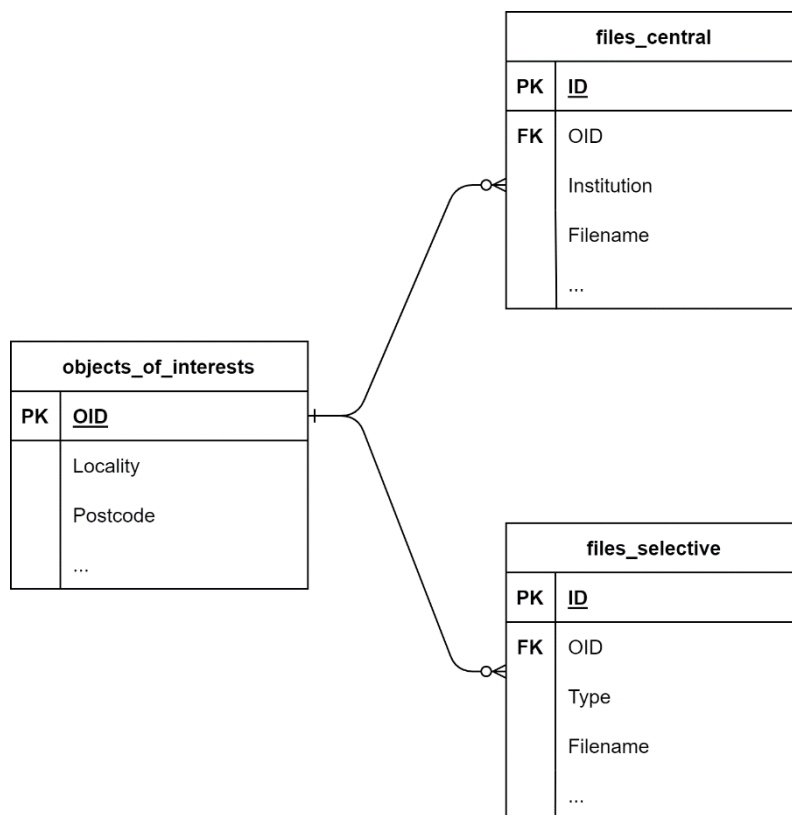 files_central
PK ID
FK OID
Institution
Filename
...
objects_of_interests
PK OID
Locality
Postcode
...
files_selective
PK ID
FK OID
Type
Filename
...